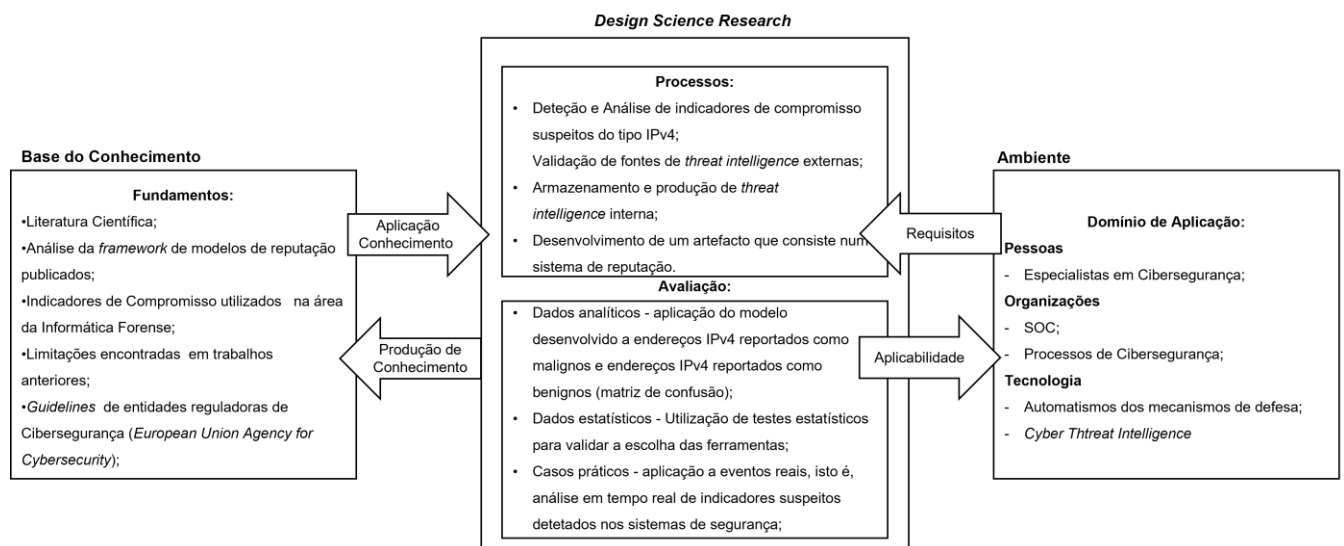 Design Science Research
Base do Conhecimento
Fundamentos:
•Literatura Científica;
•Análise da framework de modelos de reputação
publicados;
•Indicadores de Compromisso utilizados na área
da Informática Forense;
•Limitações encontradas em trabalhos
anteriores;
•Guidelines de entidades reguladoras de
Cibersegurança (European Union Agency for
Cybersecurity);
Aplicação
Conhecimento
Produção de
Conhecimento
Processos:
• Deteção e Análise de indicadores de compromisso
suspeitos do tipo IPv4;
Validação de fontes de threat intelligence externas;
• Armazenamento e produção de threat
intelligence interna;
• Desenvolvimento de um artefacto que consiste num
sistema de reputação.
Avaliação:
• Dados analíticos - aplicação do modelo
desenvolvido a endereços IPv4 reportados como
malignos e endereços IPv4 reportados como
benignos (matriz de confusão);
• Dados estatísticos - Utilização de testes estatísticos
para validar a escolha das ferramentas;
• Casos práticos - aplicação a eventos reais, isto é,
análise em tempo real de indicadores suspeitos
detetados nos sistemas de segurança;
Requisitos
Aplicabilidade
Ambiente
Domínio de Aplicação:
Pessoas
- Especialistas em Cibersegurança;
Organizações
- SOC;
- Processos de Cibersegurança;
Tecnologia
- Automatismos dos mecanismos de defesa;
- Cyber Thtreat Intelligence